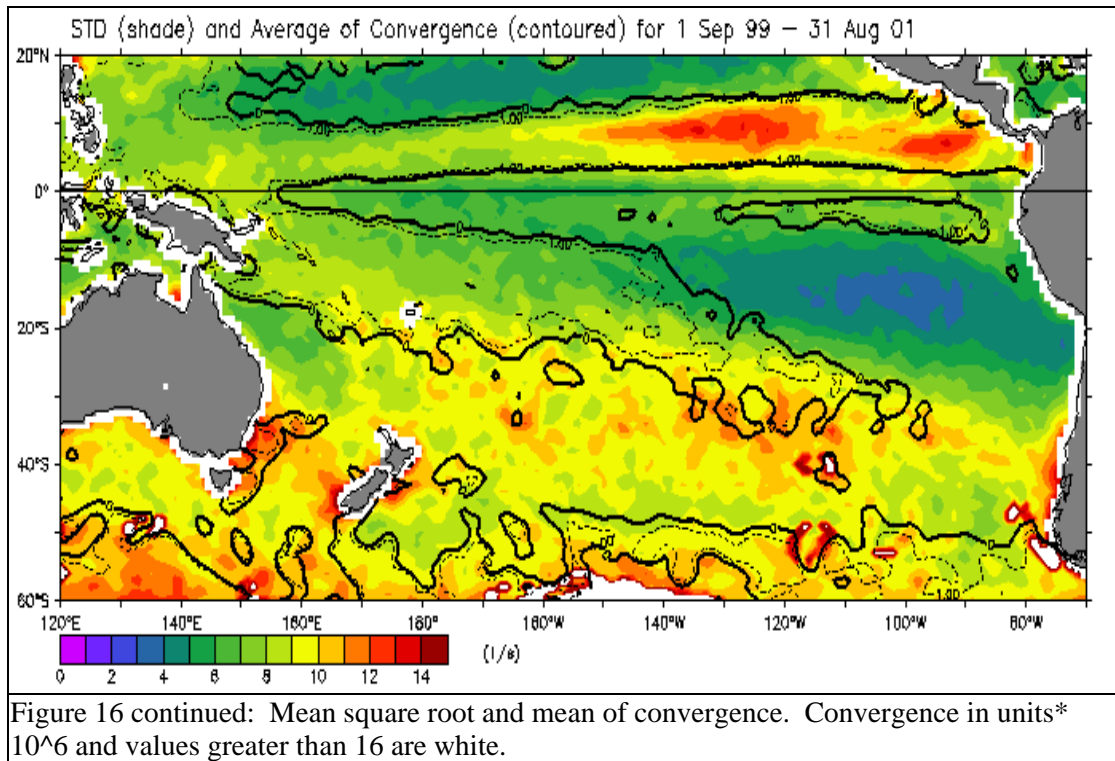 STD (shade) and Average of Convergence (contoured) for 1 Sep 99 – 31 Aug 01
20°N
0°
20°S
40°S
60°S
120°E 140°E 160°E 180° 160°W 140°W 120°W 100°W 80°W
0 2 4 6 8 10 12 14
(1/s)
Figure 16 continued: Mean square root and mean of convergence. Convergence in units*
10^6 and values greater than 16 are white.